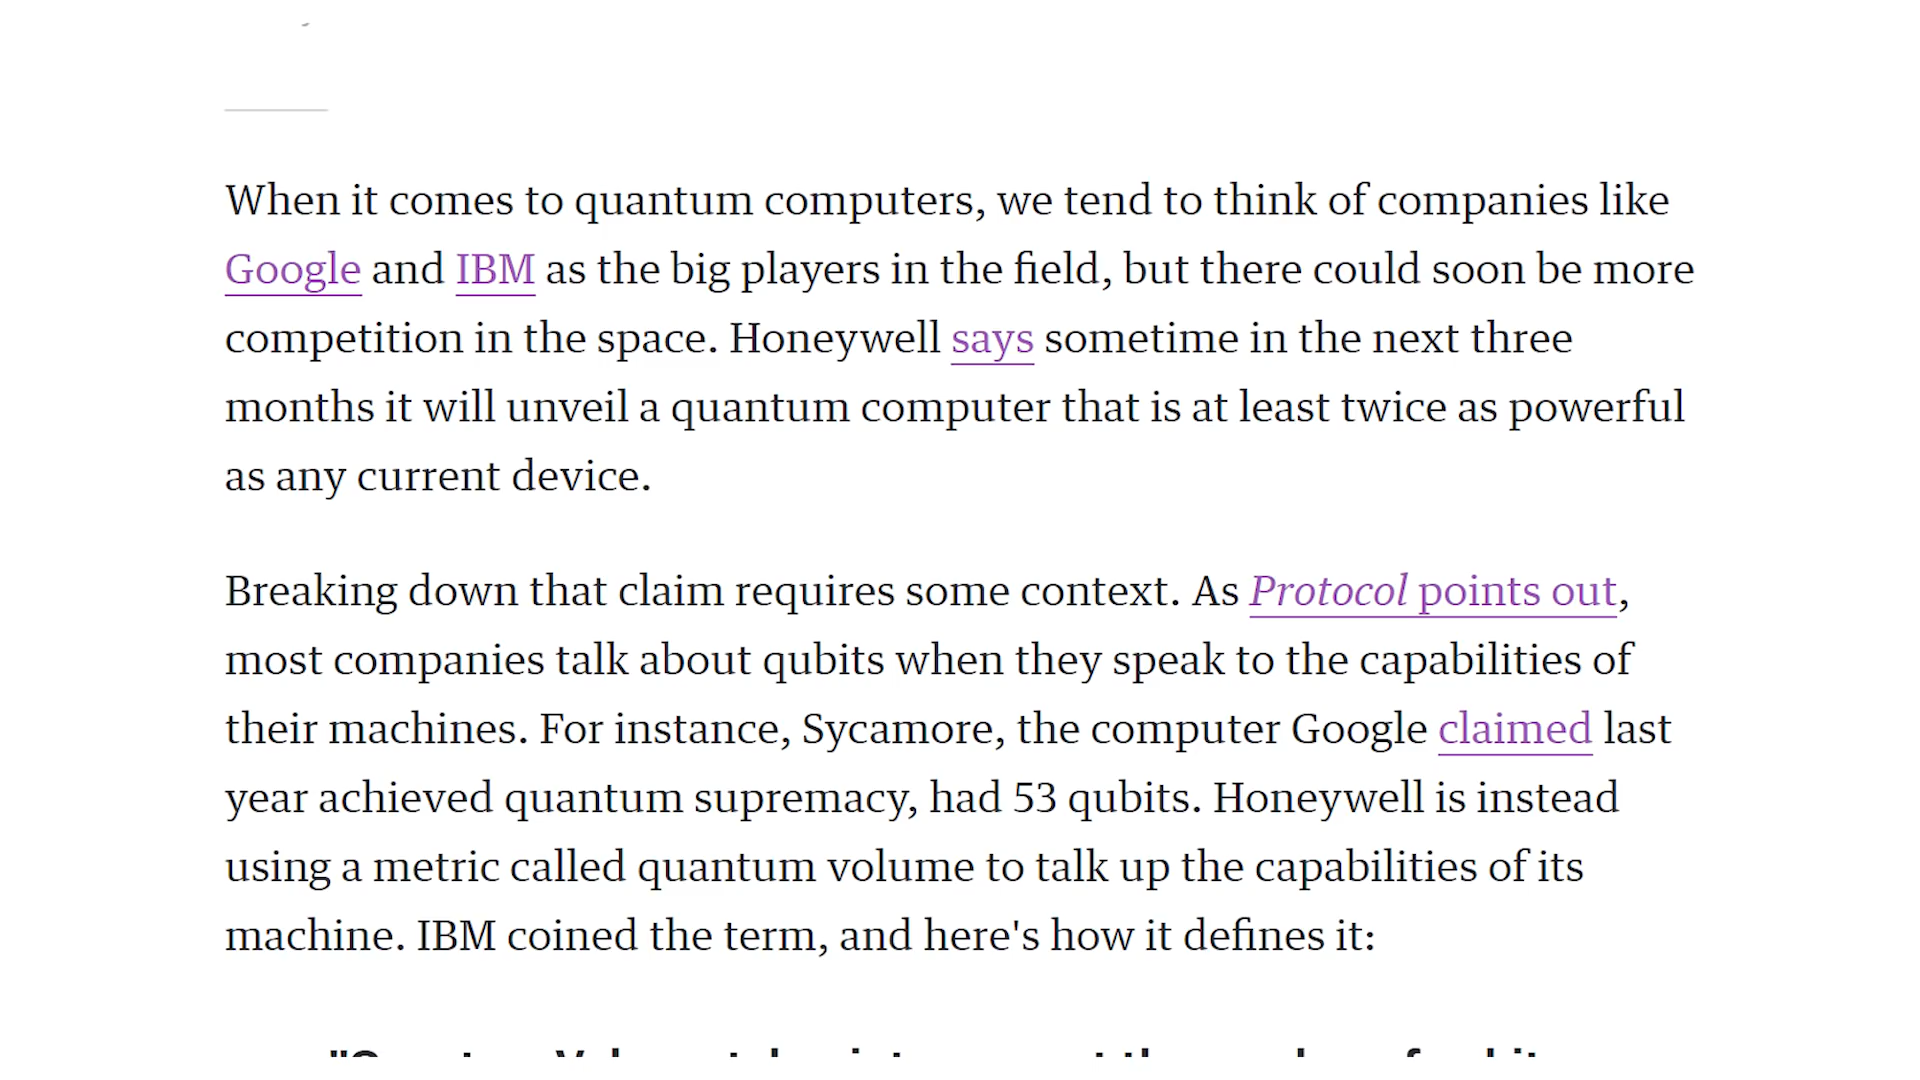 When it comes to quantum computers, we tend to think of companies like
Google and IBM as the big players in the field, but there could soon be more
competition in the space. Honeywell says sometime in the next three
months it will unveil a quantum computer that is at least twice as powerful
as any current device.
Breaking down that claim requires some context. As Protocol points out,
most companies talk about qubits when they speak to the capabilities of
their machines. For instance, Sycamore, the computer Google claimed last
year achieved quantum supremacy, had 53 qubits. Honeywell is instead
using a metric called quantum volume to talk up the capabilities of its
machine. IBM coined the term, and here's how it defines it: